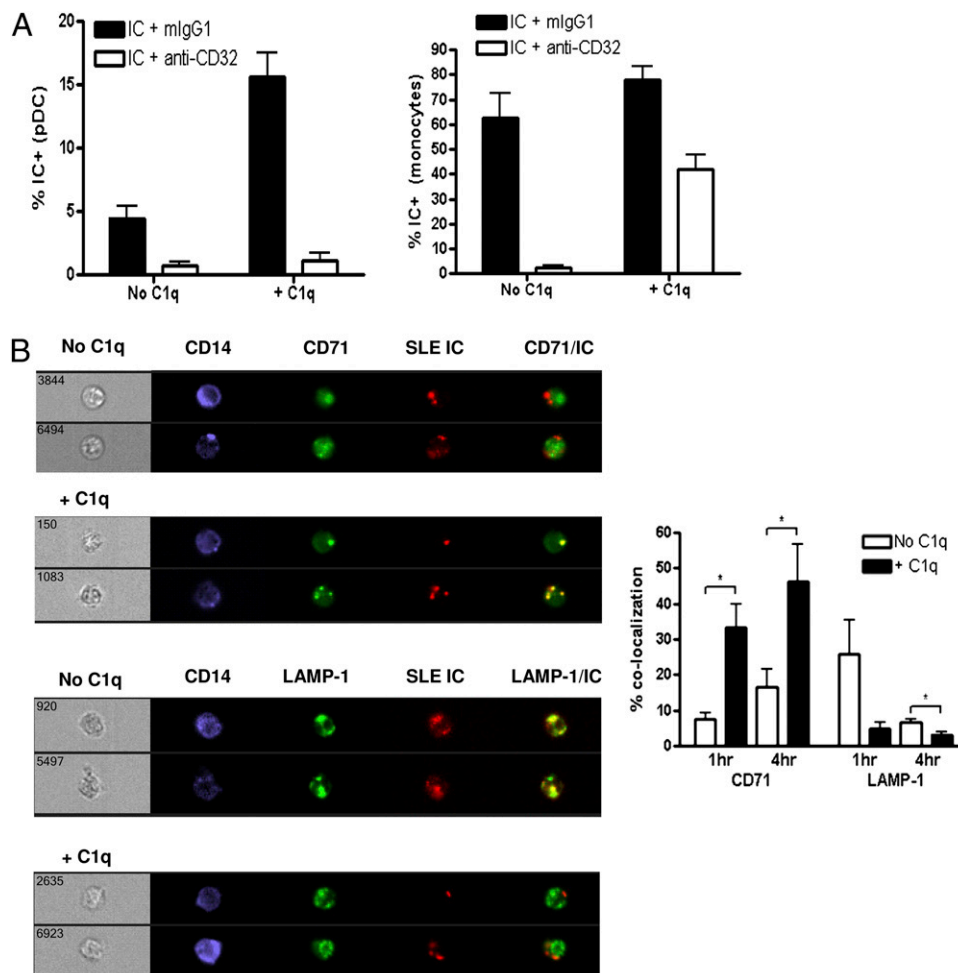 A
% IC+ (pDC)
20
15
10
5
0
IC + mIgG1
IC + anti-CD32
No C1q
+ C1q
% IC+ (monocytes)
90
80
70
60
50
40
30
20
10
0
IC + mIgG1
IC + anti-CD32
No C1q
+ C1q
B
No C1q CD14 CD71 SLE IC CD71/IC
3844
6494
+ C1q
150
1083
No C1q CD14 LAMP-1 SLE IC LAMP-1/IC
920
5497
+ C1q
2635
6923
% co-localization
60
50
40
30
20
10
0
* * *
No C1q
+ C1q
1hr 4hr 1hr 4hr
CD71 LAMP-1